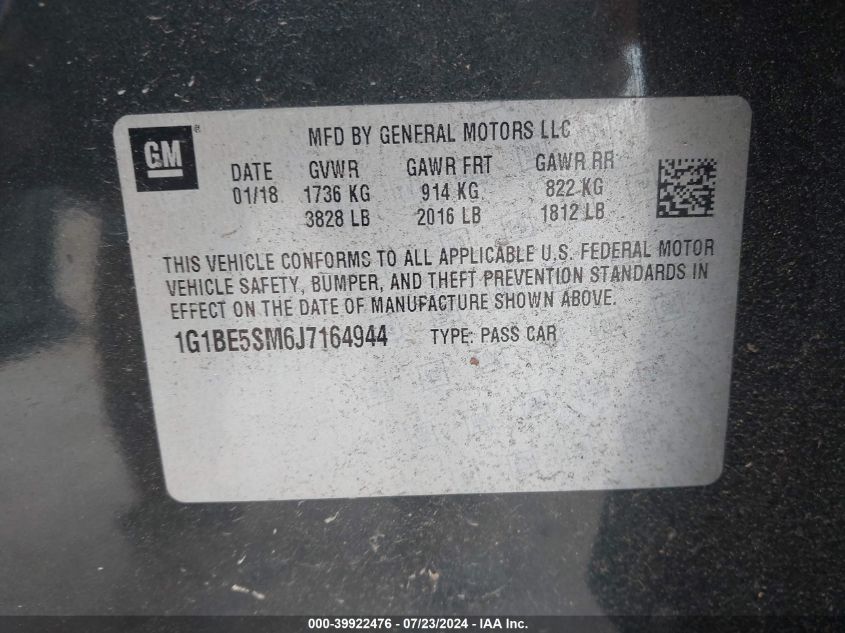 GM®
MFD BY GENERAL MOTORS LLC
DATE GVWR GAWR FRT GAWR RR
01/18 1736 KG 914 KG 822 KG
3828 LB 2016 LB 1812 LB
THIS VEHICLE CONFORMS TO ALL APPLICABLE U.S. FEDERAL MOTOR
VEHICLE SAFETY, BUMPER, AND THEFT PREVENTION STANDARDS IN
EFFECT ON THE DATE OF MANUFACTURE SHOWN ABOVE.
1G1BE5SM6J7164944 TYPE: PASS CAR
000-39922476 - 07/23/2024 - IAA Inc.